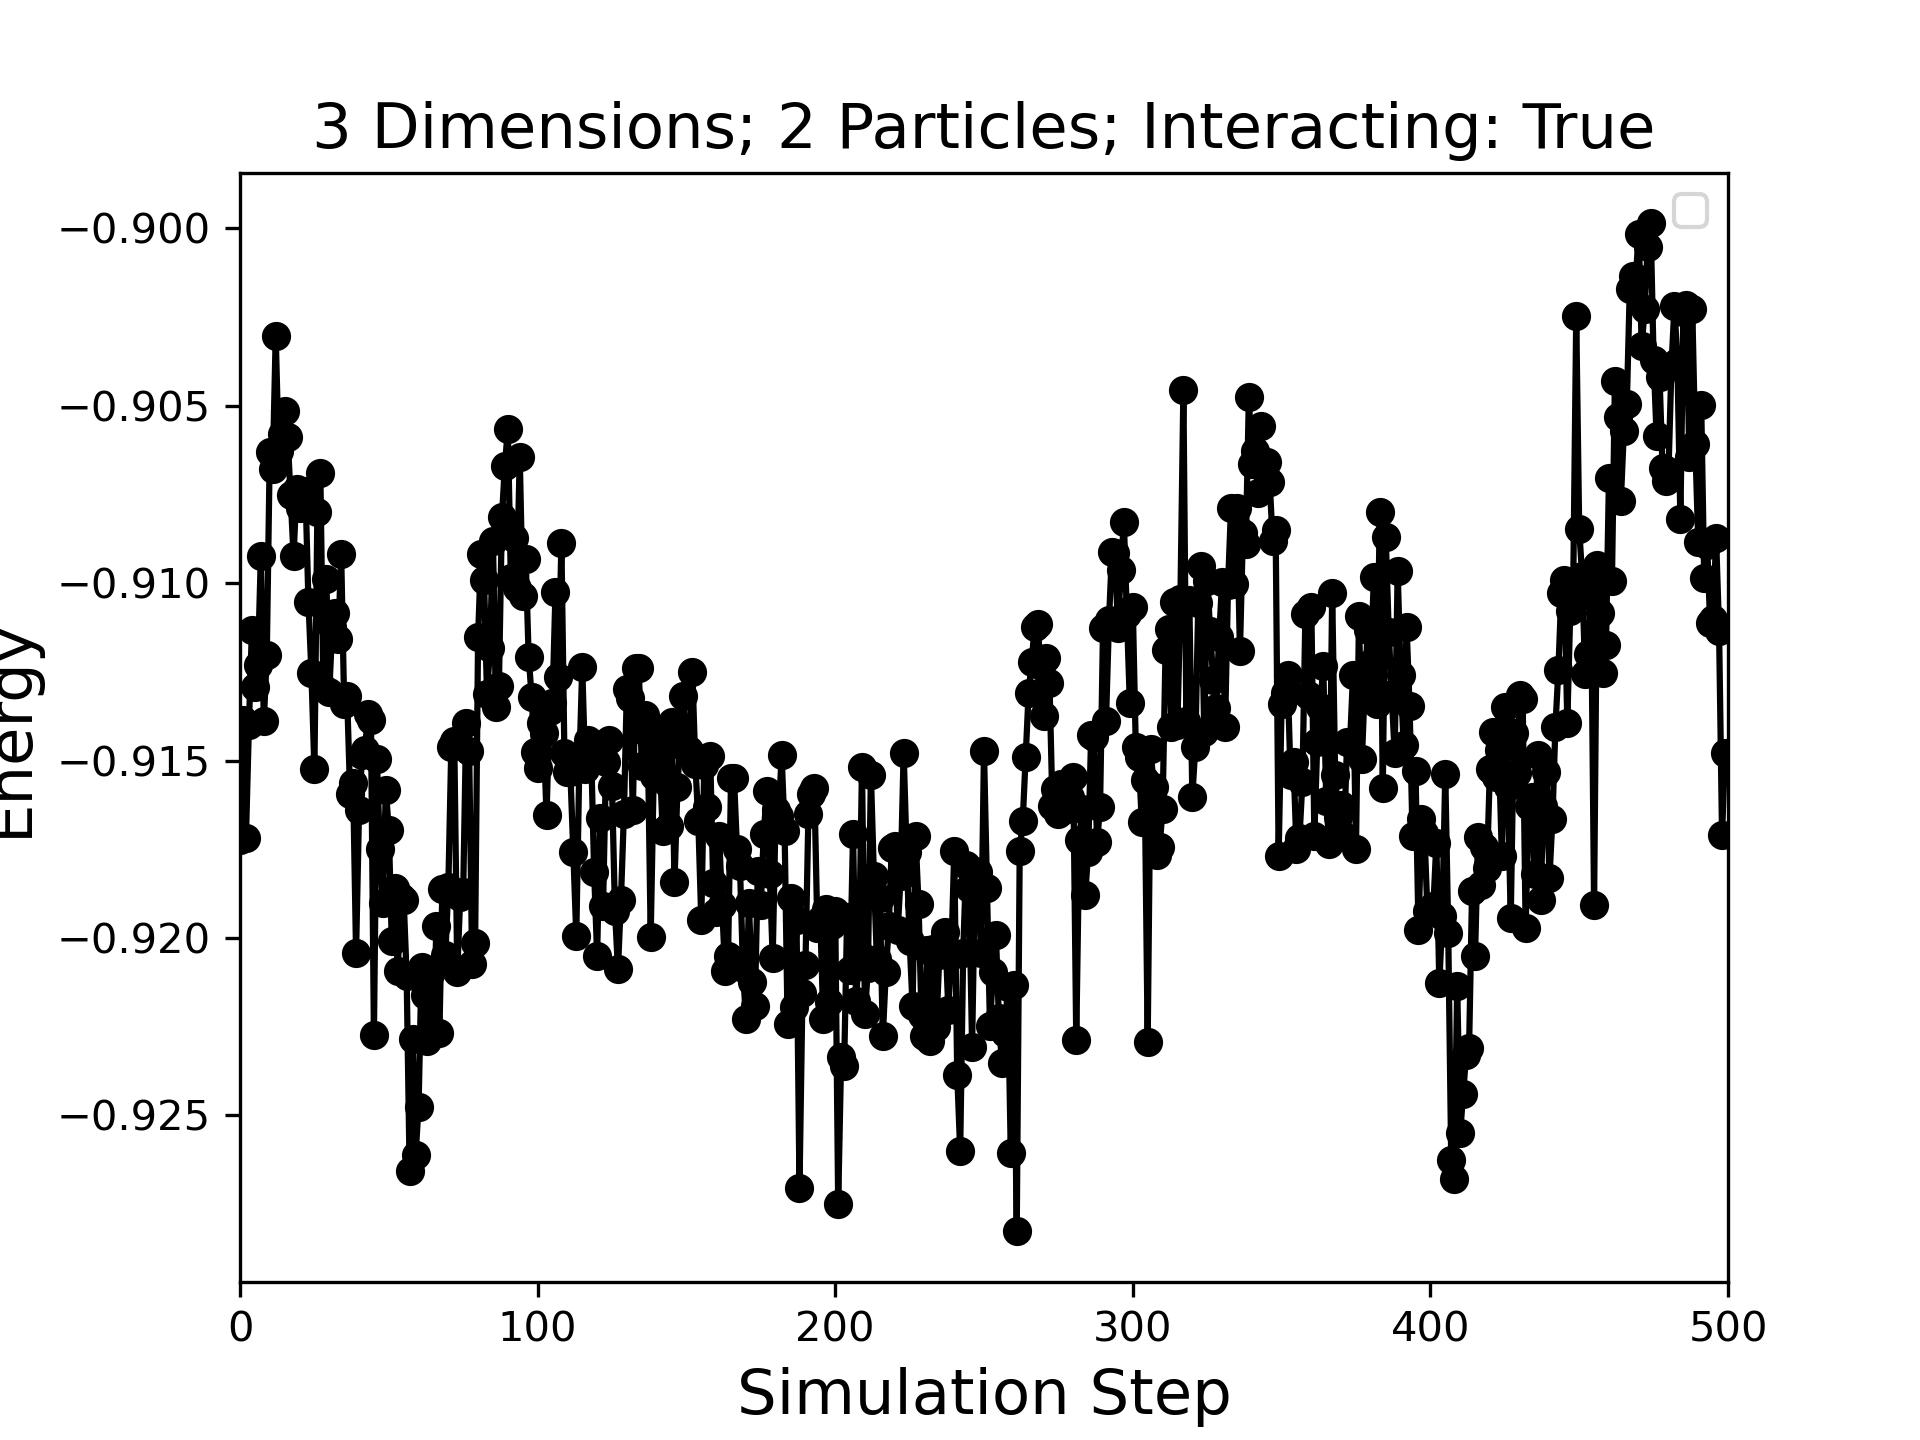 3 Dimensions; 2 Particles; Interacting: True
−0.900
−0.905
−0.910
−0.915
−0.920
−0.925
Energy
0 100 200 300 400 500
Simulation Step